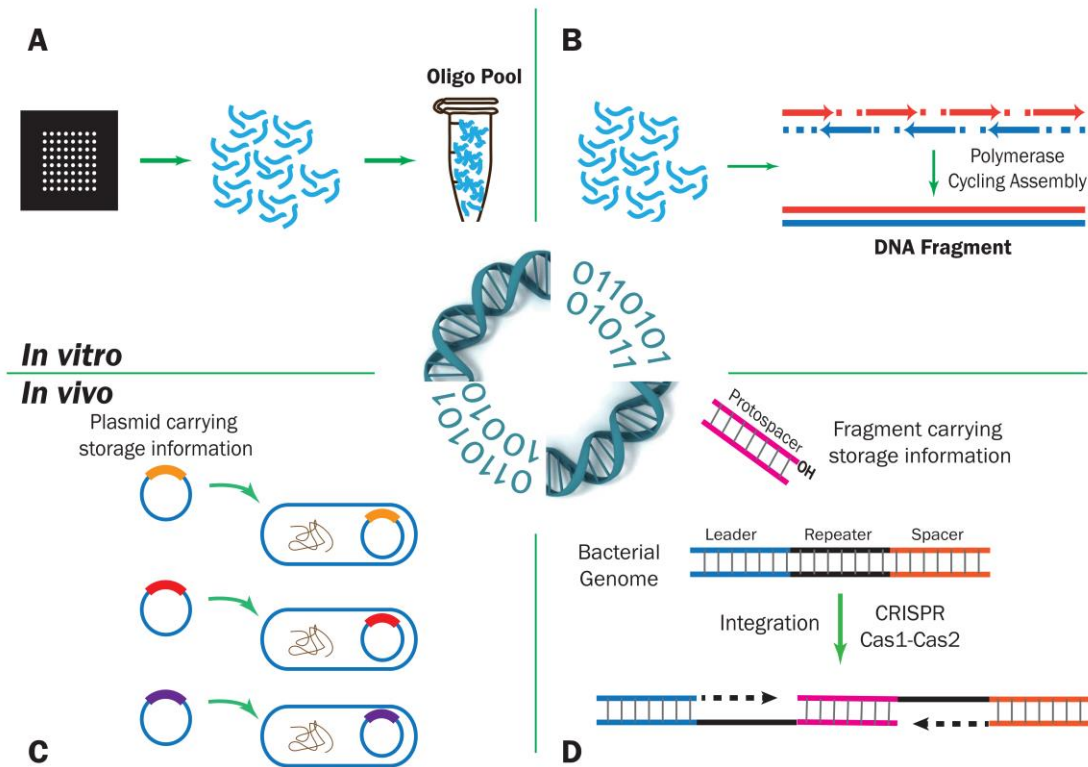 A
Oligo Pool
B
Polymerase
Cycling Assembly
DNA Fragment
0110101
01011
In vitro
In vivo
0110101
10010
Plasmid carrying
storage information
C
Protospacer
OH
Fragment carrying
storage information
Leader
Repeater
Spacer
Bacterial
Genome
Integration
CRISPR
Cas1-Cas2
D